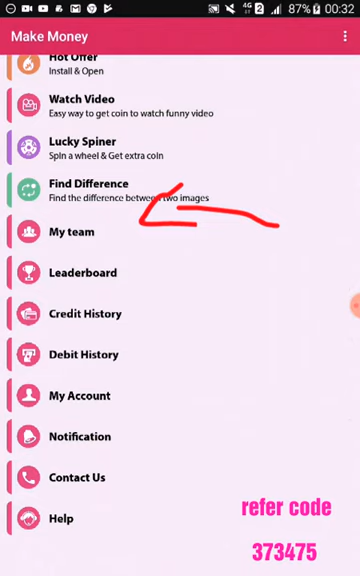 4G
2
87%
00:32
Make Money
Hot Offer
Install & Open
Watch Video
Easy way to get coin to watch funny video
Lucky Spiner
Spin a wheel & Get extra coin
Find Difference
Find the difference between two images
My team
Leaderboard
Credit History
Debit History
My Account
Notification
Contact Us
Help
refer code
373475